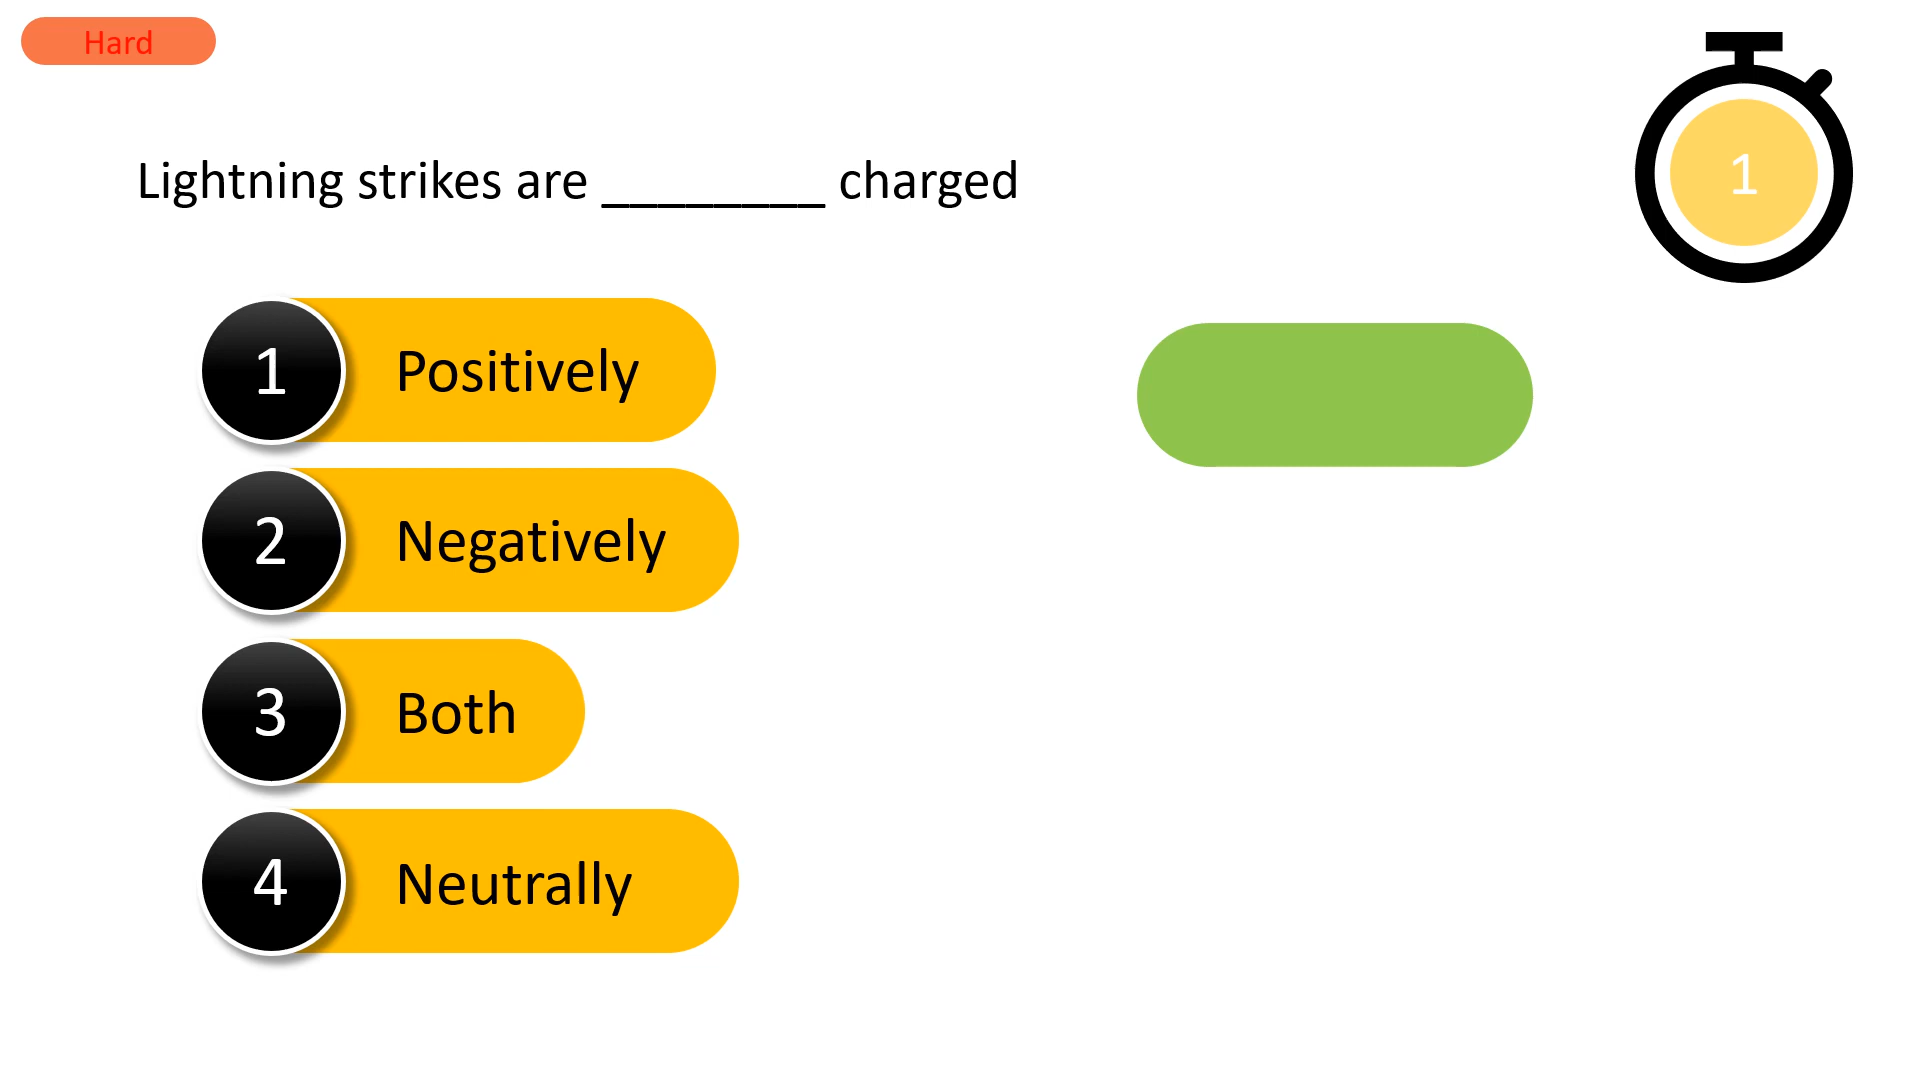 Hard
1
Lightning strikes are ________ charged
1 Positively
2 Negatively
3 Both
4 Neutrally